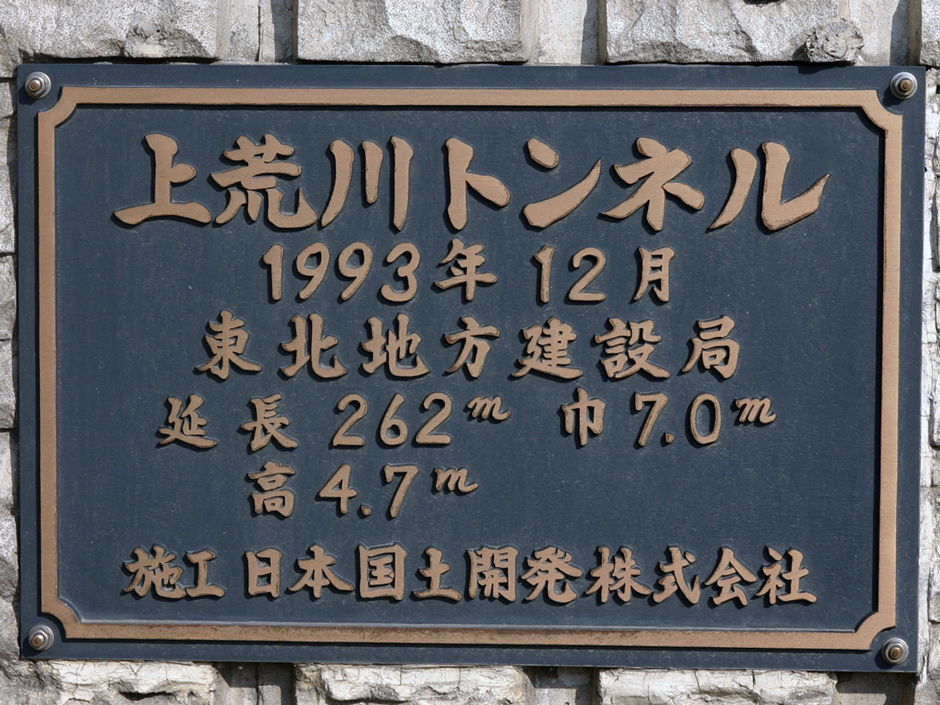 上荒川トンネル
1993年 12月
東北地方建設局
延長 262m 巾7.0m
高 4.7m
施工 日本国土開発株式会社